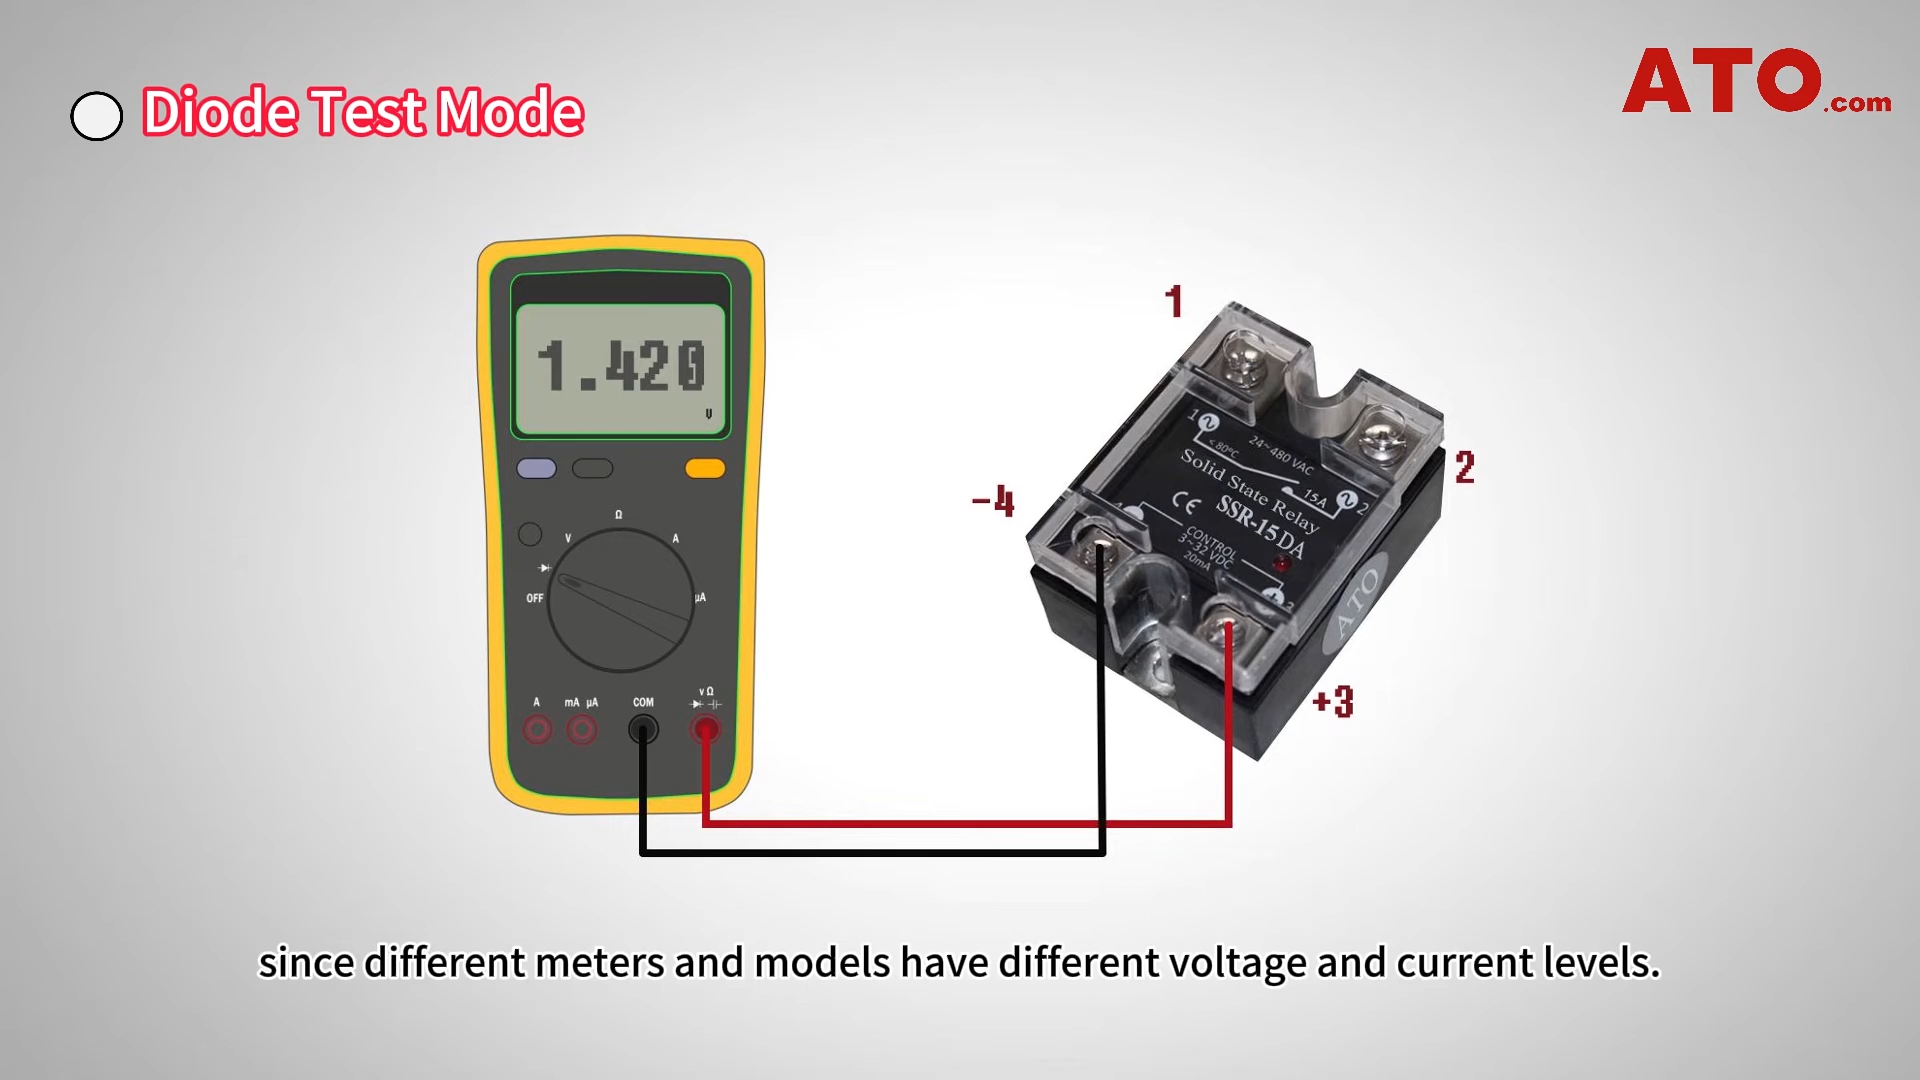 Diode Test Mode
ATO.com
1
2
-4
+3
V
Ω
V
A
OFF
µA
A
mA µA
COM
v Ω
1
<80°C
24~480 VAC
15A
2
Solid State Relay
CE
SSR-15DA
CONTROL
3~32 VDC
20mA
3
ATO
since different meters and models have different voltage and current levels.